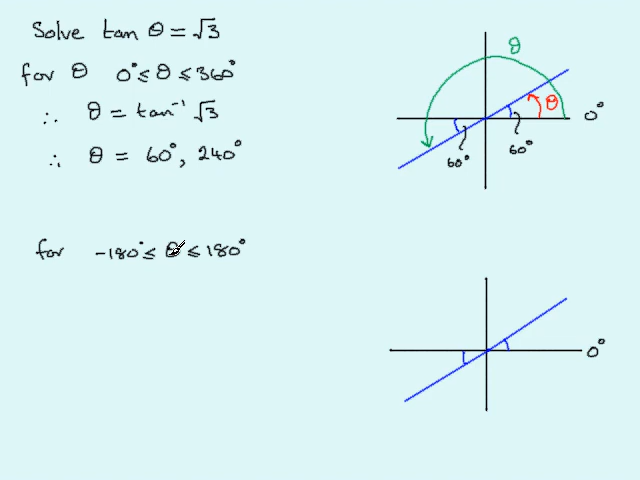 Solve tan θ = √3
for θ 0° ≤ θ ≤ 360°
∴ θ = tan⁻¹ √3
∴ θ = 60°, 240°
for -180° ≤ θ ≤ 180°
θ
θ
0°
60°
60°
0°